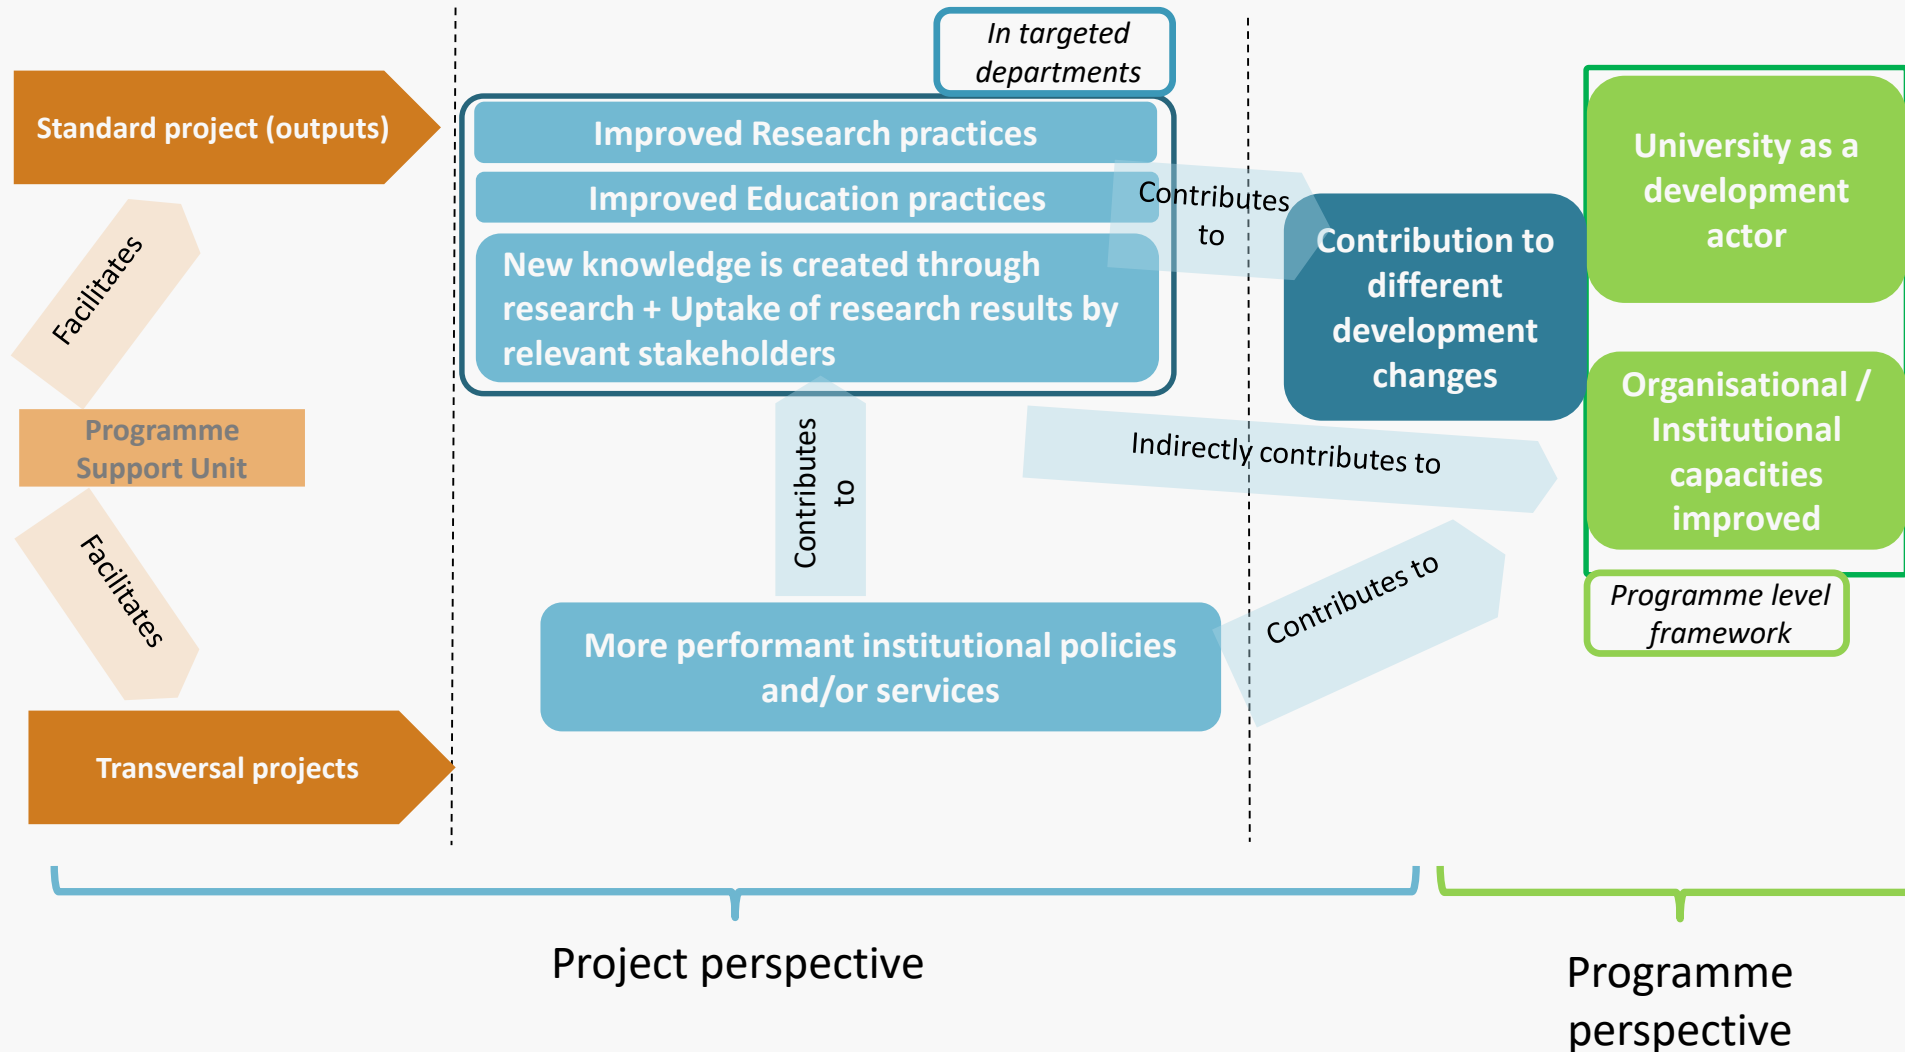 In targeted
departments
Standard project (outputs)
Improved Research practices
Improved Education practices
New knowledge is created through
research + Uptake of research results by
relevant stakeholders
Contributes
to
Contribution to
different
development
changes
University as a
development
actor
Organisational /
Institutional
capacities
improved
Facilitates
Programme
Support Unit
Facilitates
Contributes
to
Indirectly contributes to
Contributes to
Programme level
framework
More performant institutional policies
and/or services
Transversal projects
Project perspective
Programme
perspective